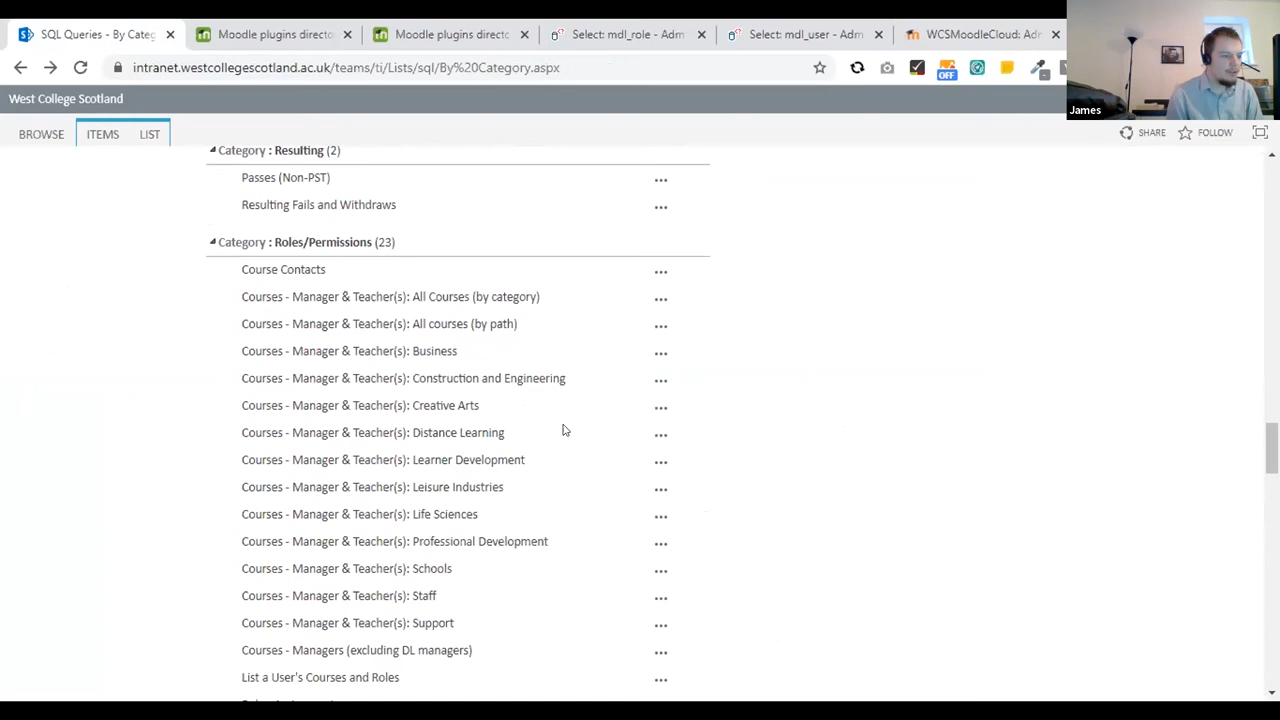 SQL Queries - By Categ
Moodle plugins directo
Moodle plugins directo
Select: mdl_role - Adm
Select: mdl_user - Adm
WCSMoodleCloud: Adm
intranet.westcollegescotland.ac.uk/teams/ti/Lists/sql/By%20Category.aspx
OFF
James
West College Scotland
BROWSE
ITEMS
LIST
SHARE
FOLLOW
Category : Resulting (2)
Passes (Non-PST)
Resulting Fails and Withdraws
Category : Roles/Permissions (23)
Course Contacts
Courses - Manager & Teacher(s): All Courses (by category)
Courses - Manager & Teacher(s): All courses (by path)
Courses - Manager & Teacher(s): Business
Courses - Manager & Teacher(s): Construction and Engineering
Courses - Manager & Teacher(s): Creative Arts
Courses - Manager & Teacher(s): Distance Learning
Courses - Manager & Teacher(s): Learner Development
Courses - Manager & Teacher(s): Leisure Industries
Courses - Manager & Teacher(s): Life Sciences
Courses - Manager & Teacher(s): Professional Development
Courses - Manager & Teacher(s): Schools
Courses - Manager & Teacher(s): Staff
Courses - Manager & Teacher(s): Support
Courses - Managers (excluding DL managers)
List a User's Courses and Roles